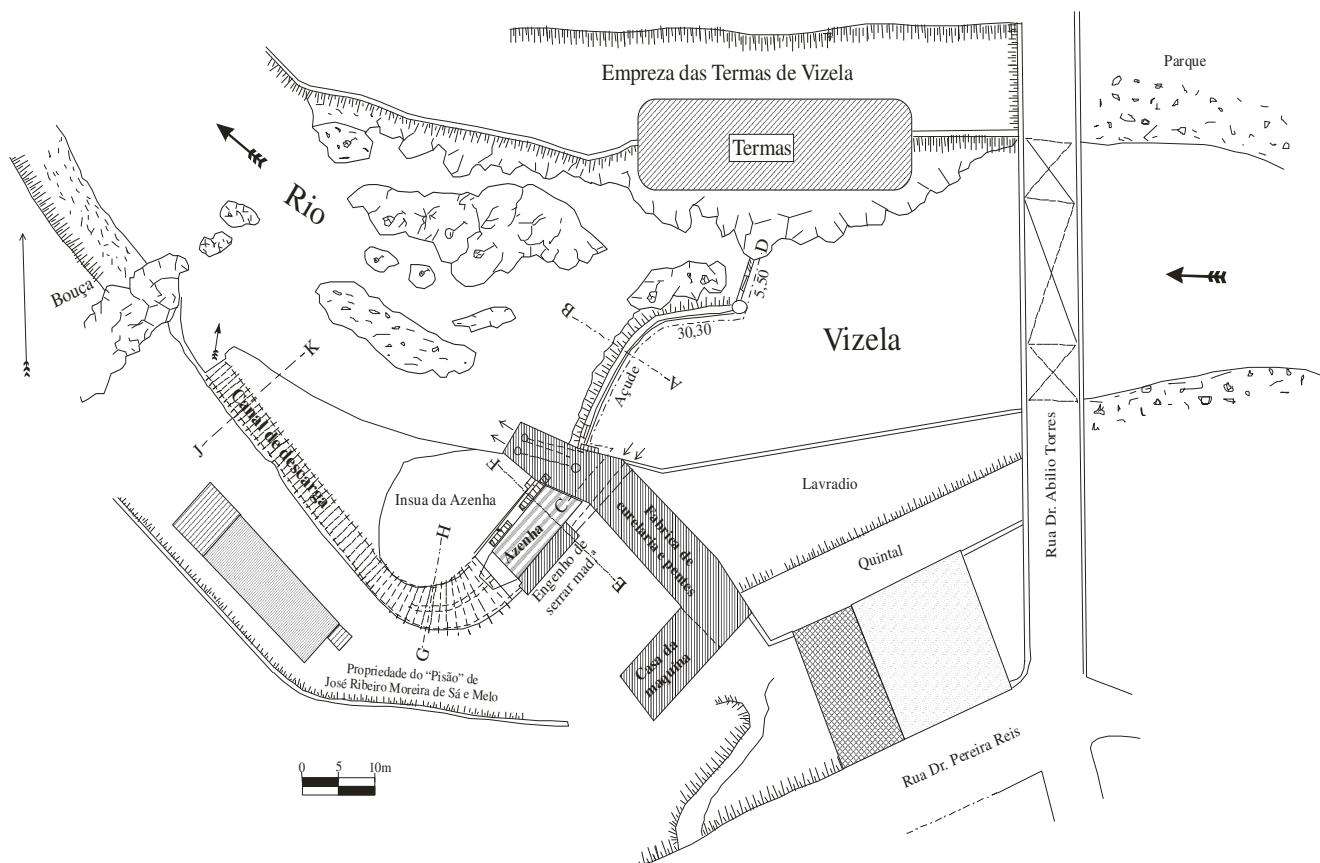 Empreza das Termas de Vizela
Parque
Termas
Rio
D
5,50
Bouça
B
30,30
Vizela
K
A
Açude
Canal de descarga
J
F
Insua da Azenha
Lavradio
C
Rua Dr. Abilio Torres
H
Azenha
Fabrica de
curelaria e pentes
Engenho de
serrar mad.ª
E
Quintal
G
Casa da
maquina
Propriedade do “Pisão” de
José Ribeiro Moreira de Sá e Melo
Rua Dr. Pereira Reis
0 5 10m